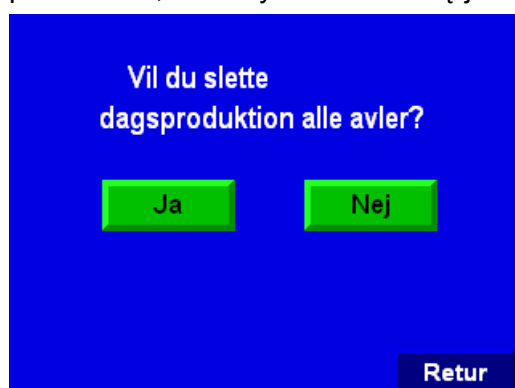 Vil du slette
dagsproduktion alle avler?
Ja
Nej
Retur